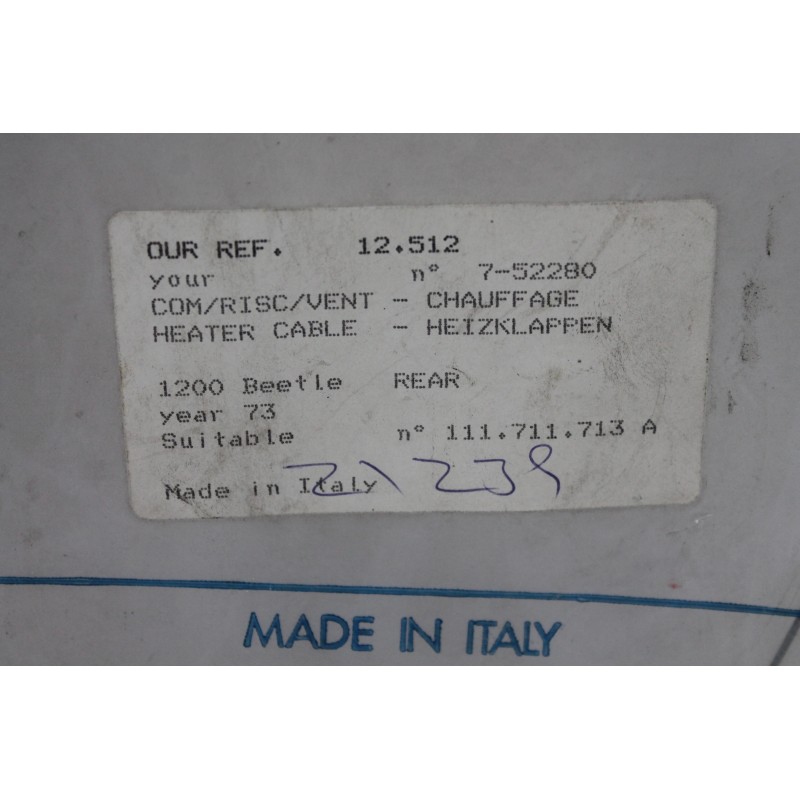 OUR REF. 12.512
your n° 7-52280
COM/RISC/VENT - CHAUFFAGE
HEATER CABLE - HEIZKLAPPEN
1200 Beetle REAR
year 73
Suitable n° 111.711.713 A
Made in Italy
MADE IN ITALY